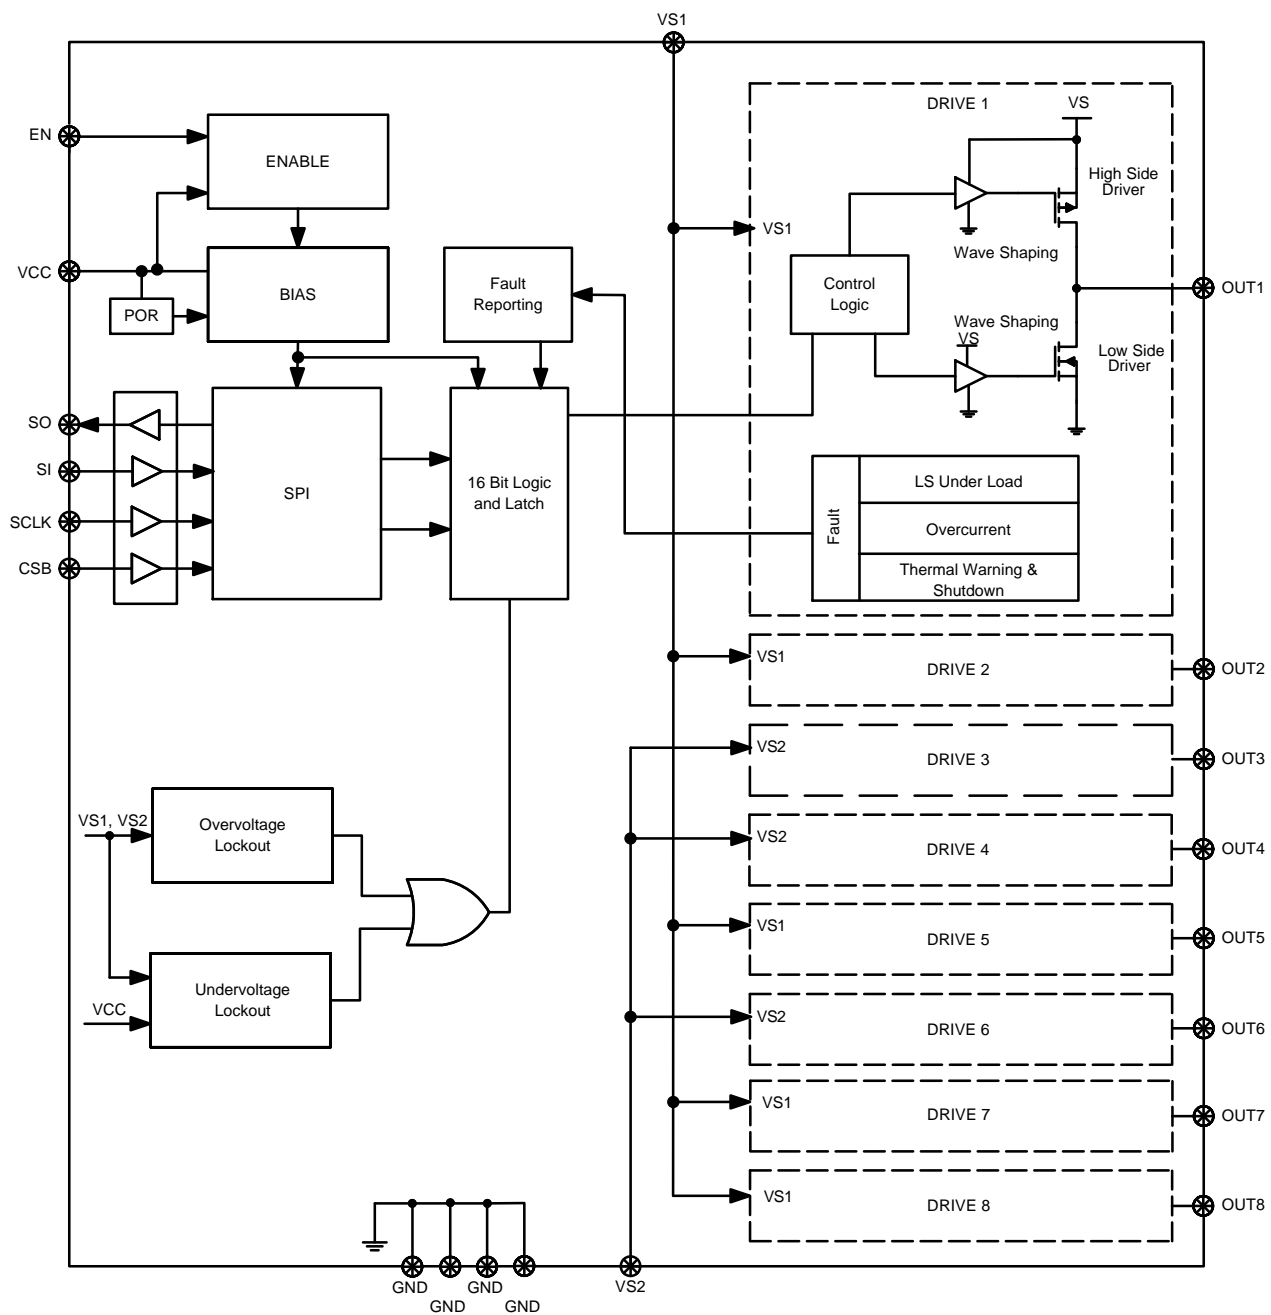 VS1
DRIVE 1
VS
EN
ENABLE
High Side
Driver
VS1
Wave Shaping
VCC
BIAS
Fault
Reporting
Control
Logic
OUT1
POR
Wave Shaping
VS
Low Side
Driver
SO
SI
SCLK
CSB
SPI
16 Bit Logic
and Latch
Fault
LS Under Load
Overcurrent
Thermal Warning &
Shutdown
VS1
DRIVE 2
OUT2
VS2
DRIVE 3
OUT3
VS1, VS2
Overvoltage
Lockout
VS2
DRIVE 4
OUT4
VS1
DRIVE 5
OUT5
Undervoltage
Lockout
VCC
VS2
DRIVE 6
OUT6
VS1
DRIVE 7
OUT7
VS1
DRIVE 8
OUT8
GND
GND
GND
GND
VS2